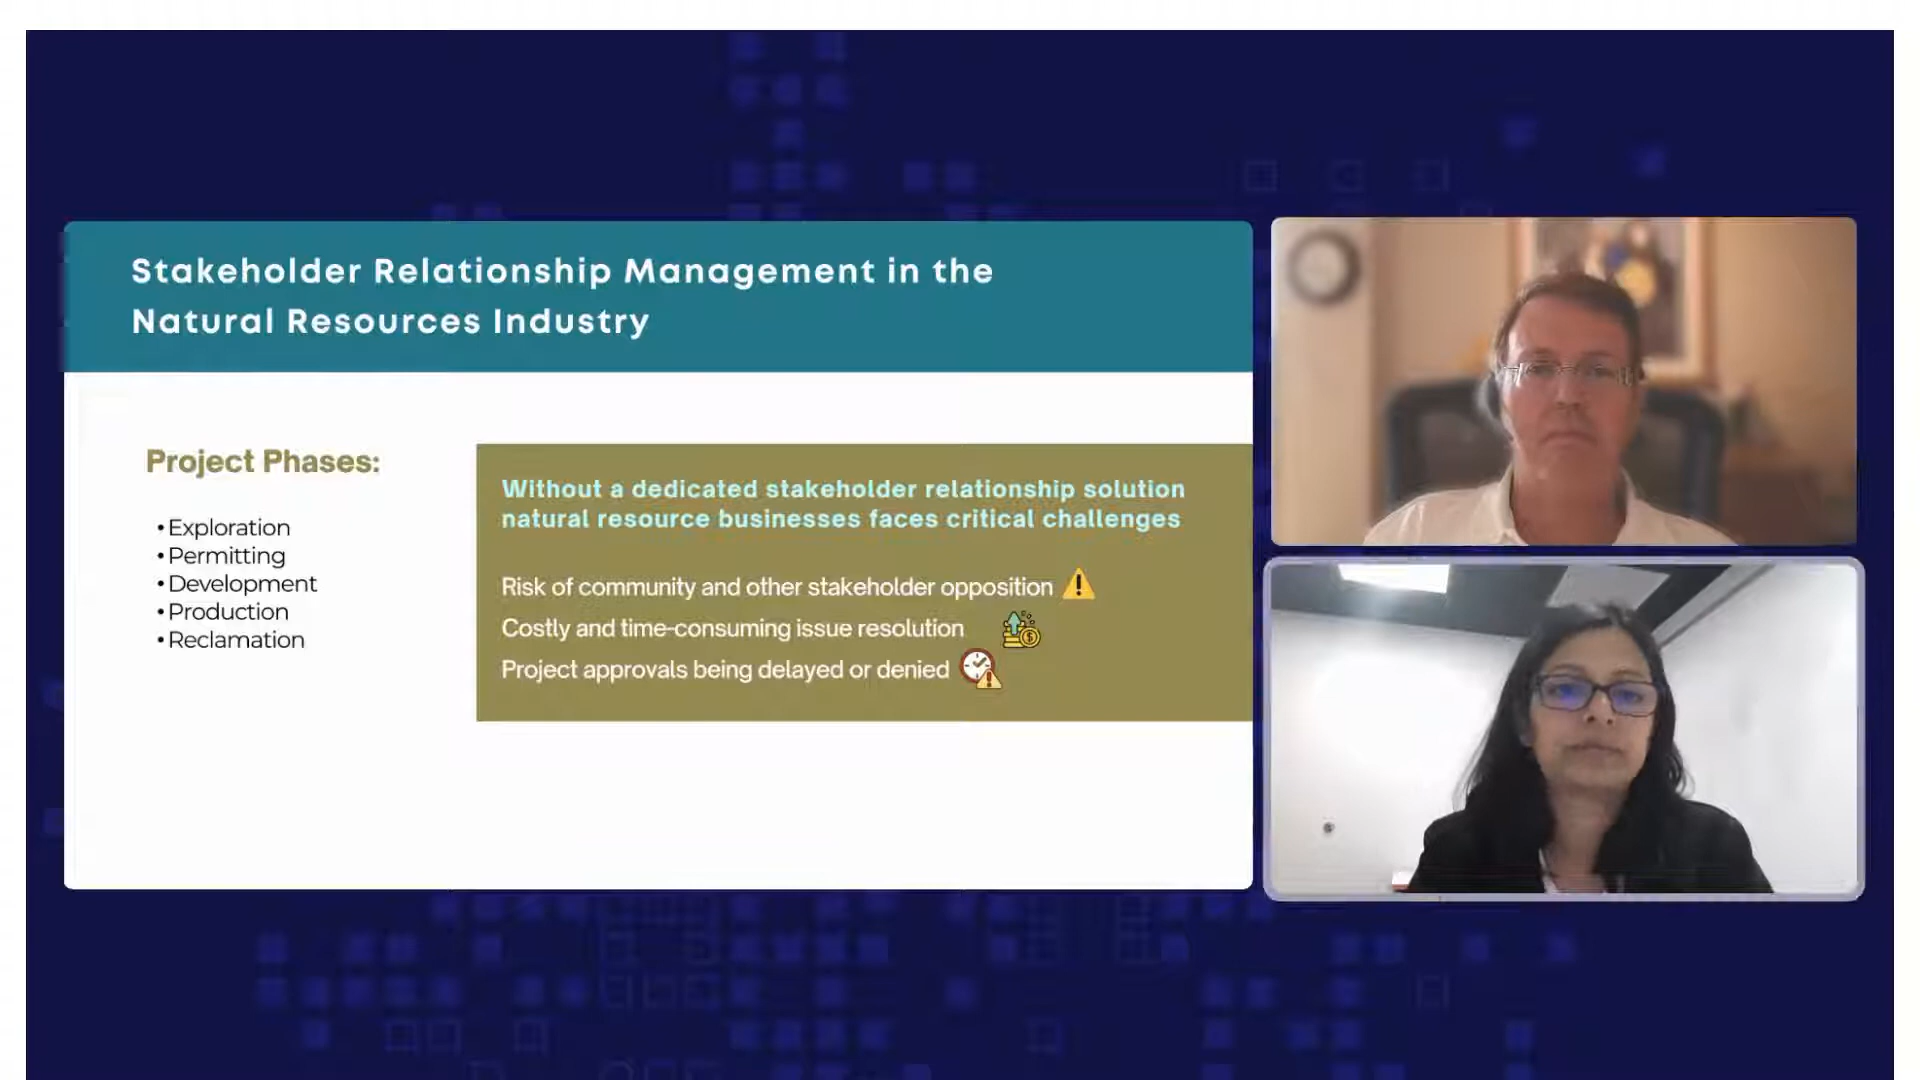 Stakeholder Relationship Management in the
Natural Resources Industry
Project Phases:
• Exploration
• Permitting
• Development
• Production
• Reclamation
Without a dedicated stakeholder relationship solution
natural resource businesses faces critical challenges
Risk of community and other stakeholder opposition
Costly and time-consuming issue resolution
Project approvals being delayed or denied